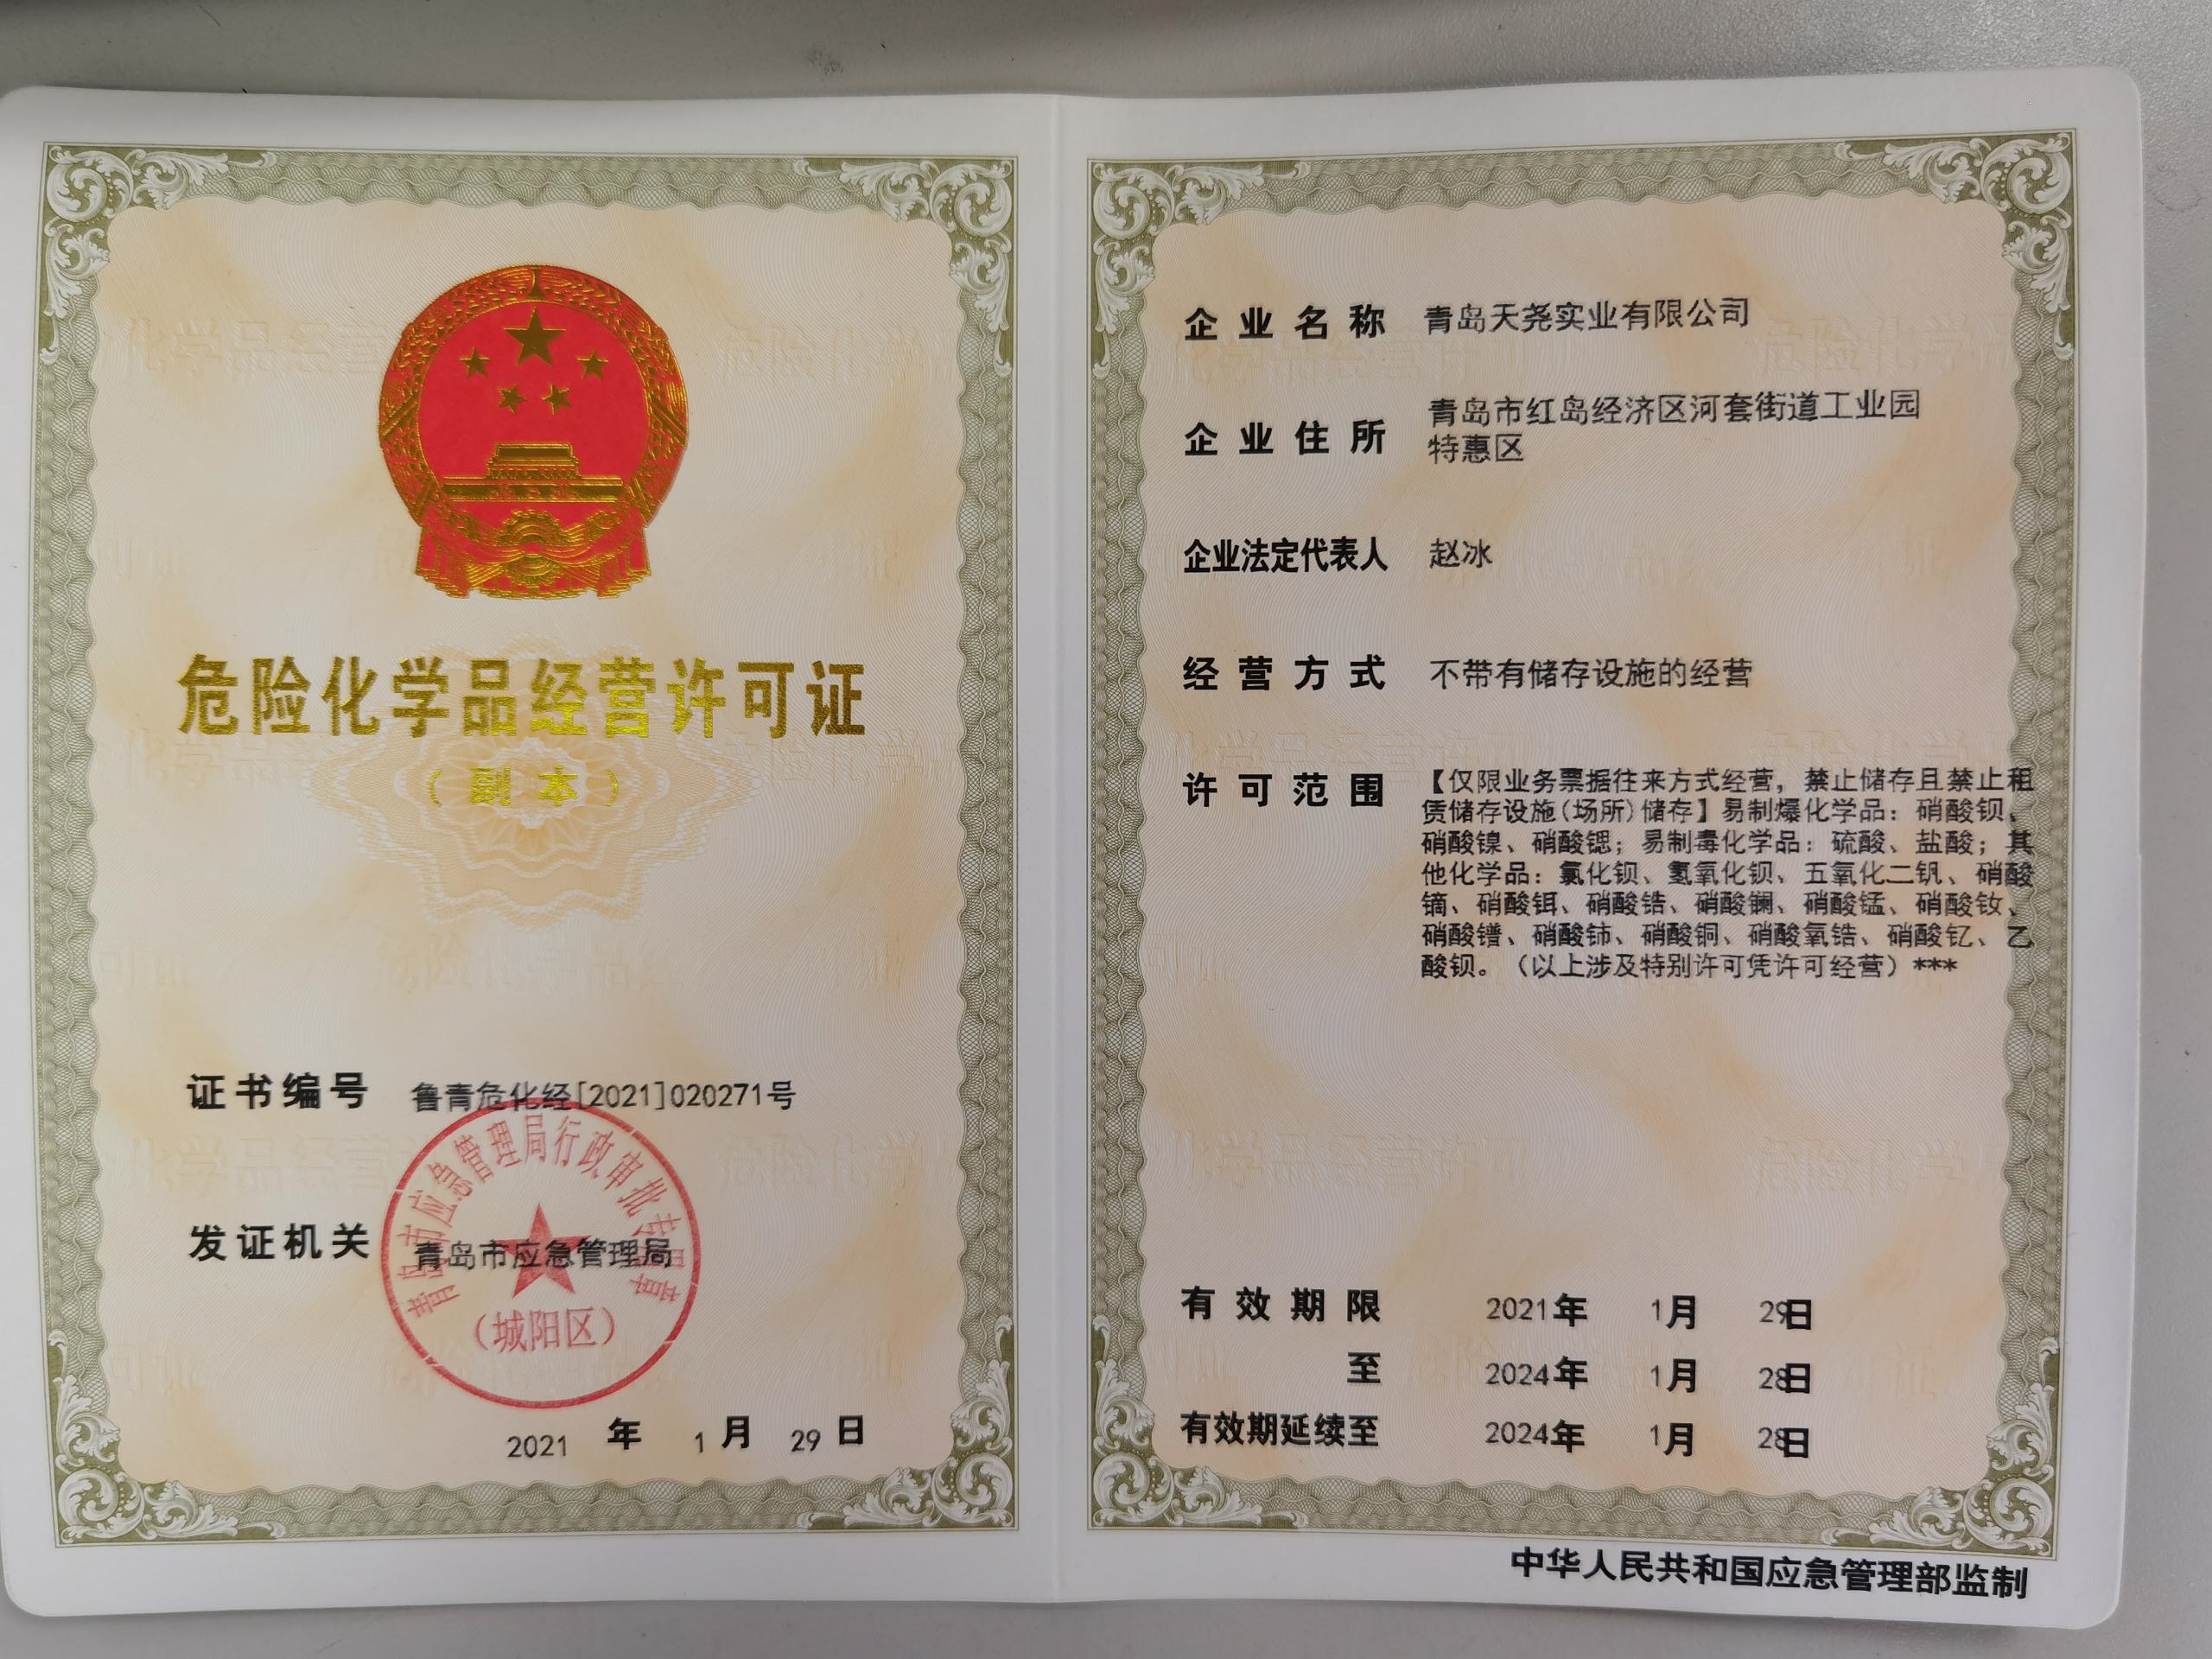 危险化学品经营许可证
（副本）
证书编号 鲁青危化经[2021]020271号
发证机关 青岛市应急管理局
青岛市应急管理局行政审批专用章
（城阳区）
2021 年 1 月 29 日
企业名称 青岛天尧实业有限公司
企业住所 青岛市红岛经济区河套街道工业园
特惠区
企业法定代表人 赵冰
经营方式 不带有储存设施的经营
许可范围 【仅限业务票据往来方式经营，禁止储存且禁止租
赁储存设施(场所)储存】易制爆化学品：硝酸钡、
硝酸镍、硝酸锶；易制毒化学品：硫酸、盐酸；其
他化学品：氯化钡、氢氧化钡、五氧化二钒、硝酸
镝、硝酸铒、硝酸锆、硝酸镧、硝酸锰、硝酸钕、
硝酸镨、硝酸铈、硝酸铜、硝酸氧锆、硝酸钇、乙
酸钡。（以上涉及特别许可凭许可经营）***
有效期限 2021年 1月 29日
至 2024年 1月 28日
有效期延续至 2024年 1月 28日
中华人民共和国应急管理部监制